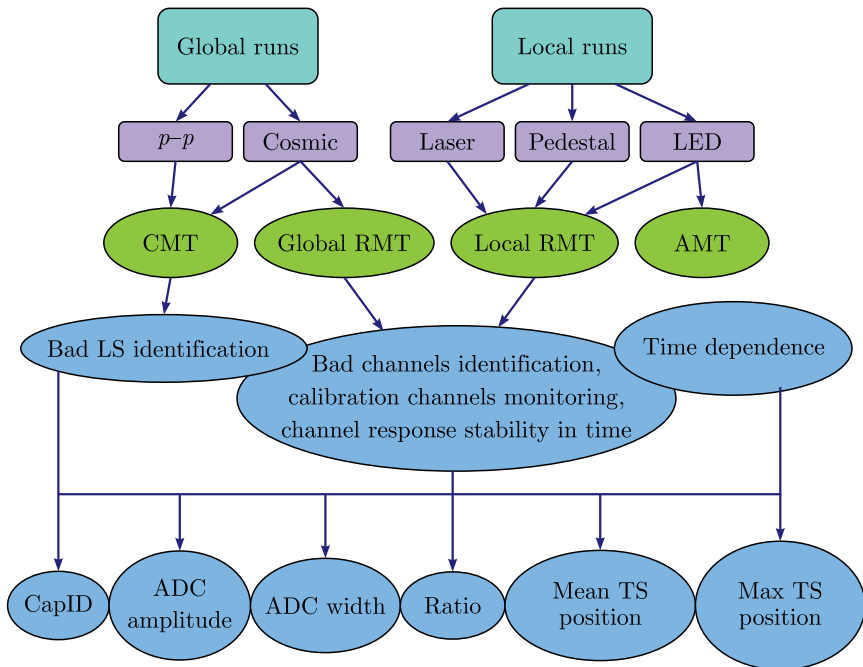 Global runs
Local runs
p–p
Cosmic
Laser
Pedestal
LED
CMT
Global RMT
Local RMT
AMT
Bad LS identification
Bad channels identification,
calibration channels monitoring,
channel response stability in time
Time dependence
CapID
ADC
amplitude
ADC width
Ratio
Mean TS
position
Max TS
position